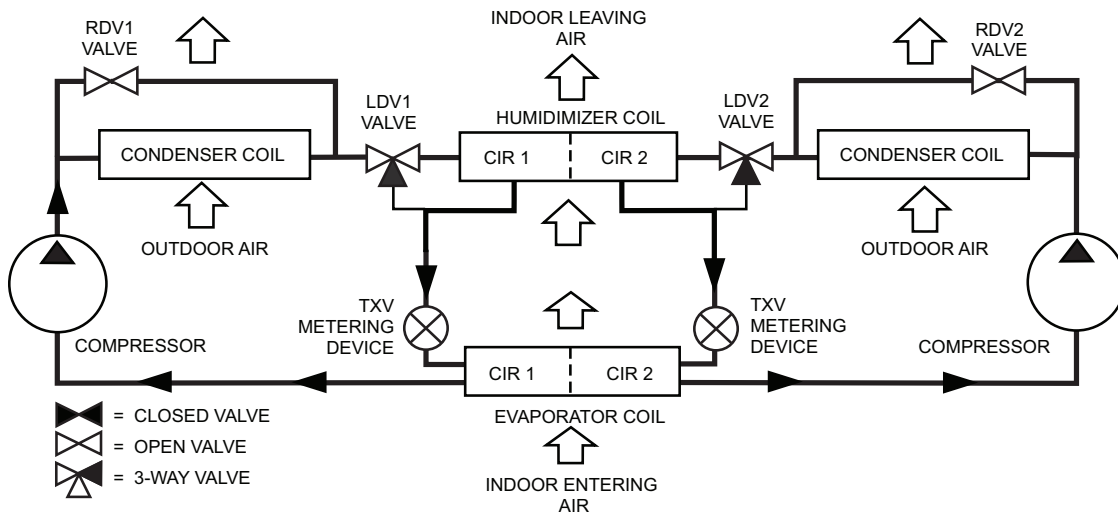 RDV1
VALVE
INDOOR LEAVING
AIR
RDV2
VALVE
LDV1
VALVE
HUMIDIMIZER COIL
LDV2
VALVE
CONDENSER COIL
CIR 1
CIR 2
CONDENSER COIL
OUTDOOR AIR
OUTDOOR AIR
TXV
METERING
DEVICE
TXV
METERING
DEVICE
COMPRESSOR
COMPRESSOR
CIR 1
CIR 2
EVAPORATOR COIL
= CLOSED VALVE
= OPEN VALVE
= 3-WAY VALVE
INDOOR ENTERING
AIR